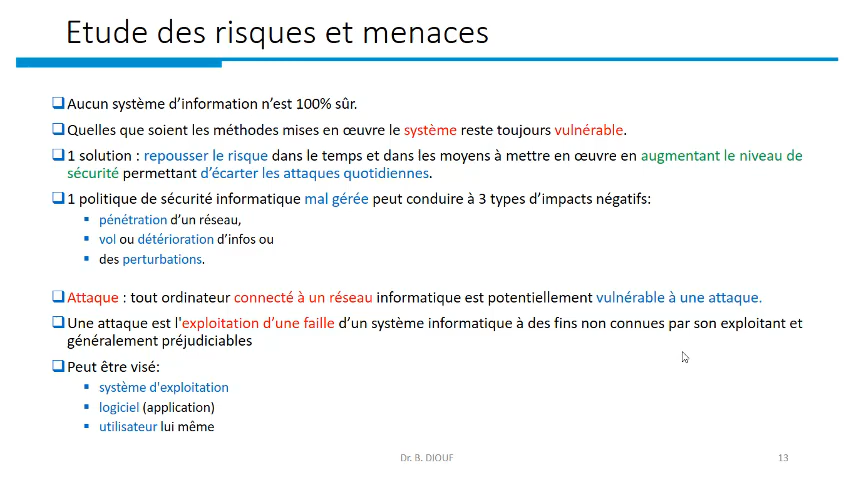 Etude des risques et menaces
Aucun système d'information n'est 100% sûr.
Quelles que soient les méthodes mises en œuvre le système reste toujours vulnérable.
1 solution : repousser le risque dans le temps et dans les moyens à mettre en œuvre en augmentant le niveau de
sécurité permettant d'écarter les attaques quotidiennes.
1 politique de sécurité informatique mal gérée peut conduire à 3 types d'impacts négatifs:
pénétration d'un réseau,
vol ou détérioration d'infos ou
des perturbations.
Attaque : tout ordinateur connecté à un réseau informatique est potentiellement vulnérable à une attaque.
Une attaque est l'exploitation d'une faille d'un système informatique à des fins non connues par son exploitant et
généralement préjudiciables
Peut être visé:
système d'exploitation
logiciel (application)
utilisateur lui même
Dr. B. DIOUF
13